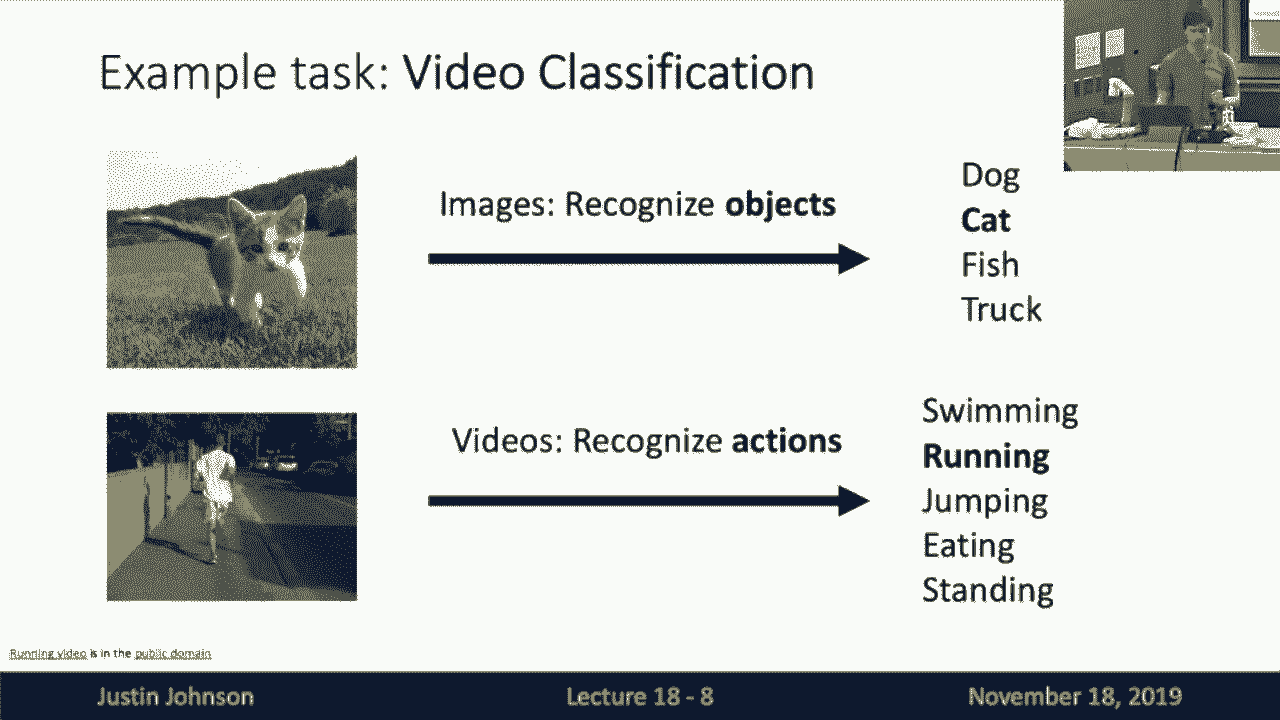 Example task: Video Classification
Images: Recognize objects
Dog
Cat
Fish
Truck
Videos: Recognize actions
Swimming
Running
Jumping
Eating
Standing
Running video is in the public domain
Justin Johnson
Lecture 18 - 8
November 18, 2019